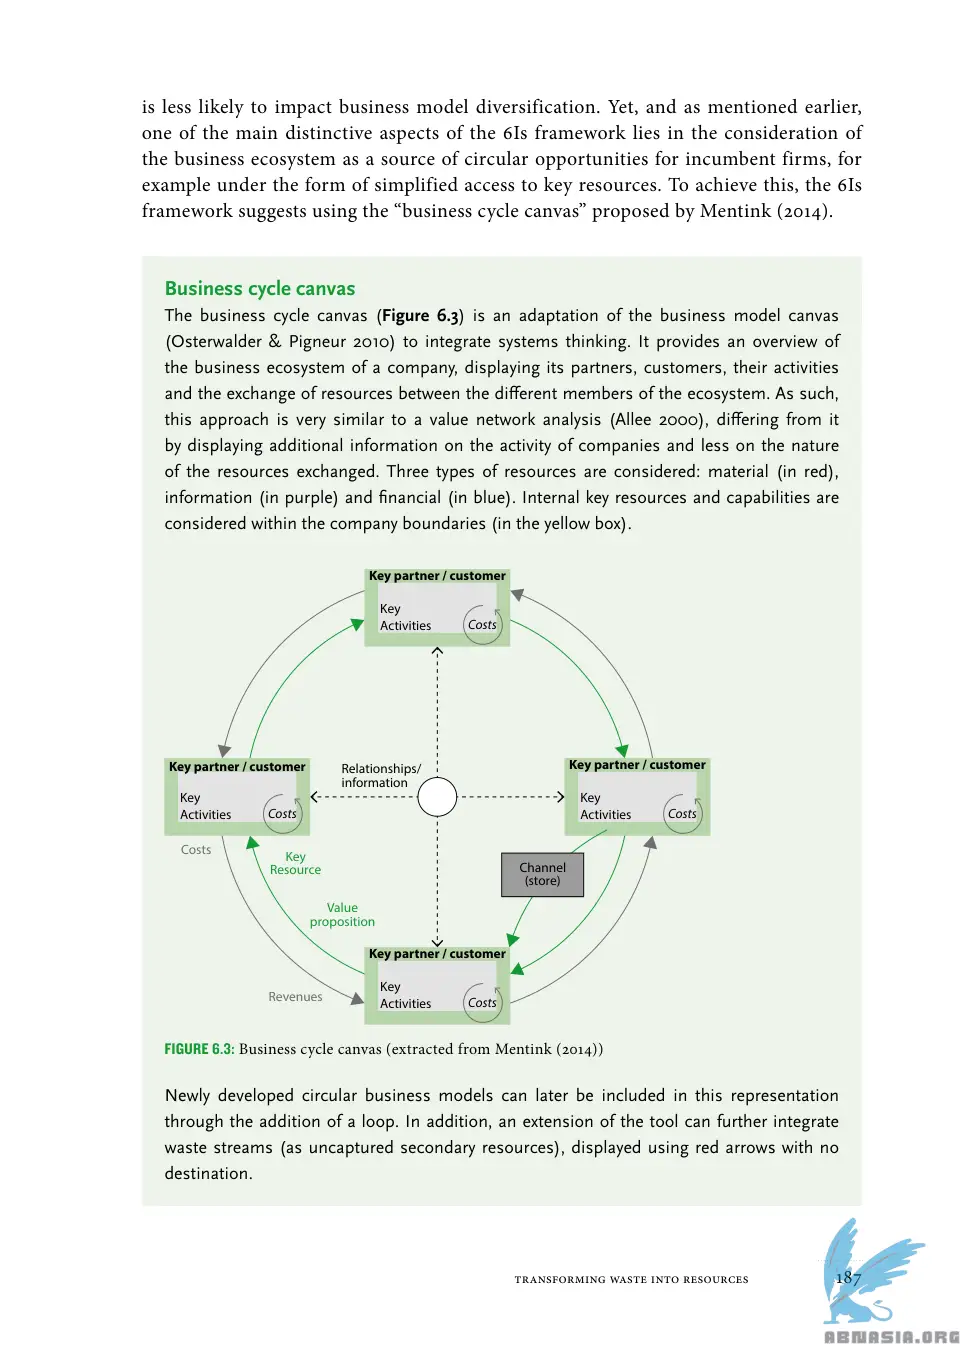 is less likely to impact business model diversification. Yet, and as mentioned earlier,
one of the main distinctive aspects of the 6Is framework lies in the consideration of
the business ecosystem as a source of circular opportunities for incumbent firms, for
example under the form of simplified access to key resources. To achieve this, the 6Is
framework suggests using the “business cycle canvas” proposed by Mentink (2014).
Business cycle canvas
The business cycle canvas (Figure 6.3) is an adaptation of the business model canvas
(Osterwalder & Pigneur 2010) to integrate systems thinking. It provides an overview of
the business ecosystem of a company, displaying its partners, customers, their activities
and the exchange of resources between the different members of the ecosystem. As such,
this approach is very similar to a value network analysis (Allee 2000), differing from it
by displaying additional information on the activity of companies and less on the nature
of the resources exchanged. Three types of resources are considered: material (in red),
information (in purple) and financial (in blue). Internal key resources and capabilities are
considered within the company boundaries (in the yellow box).
Key partner / customer
Key
Activities
Costs
Key partner / customer
Key
Activities
Costs
Relationships/
information
Key partner / customer
Key
Activities
Costs
Costs
Key
Resource
Value
proposition
Revenues
Channel
(store)
Key partner / customer
Key
Activities
Costs
FIGURE 6.3: Business cycle canvas (extracted from Mentink (2014))
Newly developed circular business models can later be included in this representation
through the addition of a loop. In addition, an extension of the tool can further integrate
waste streams (as uncaptured secondary resources), displayed using red arrows with no
destination.
TRANSFORMING WASTE INTO RESOURCES
187
ABNASIA.ORG